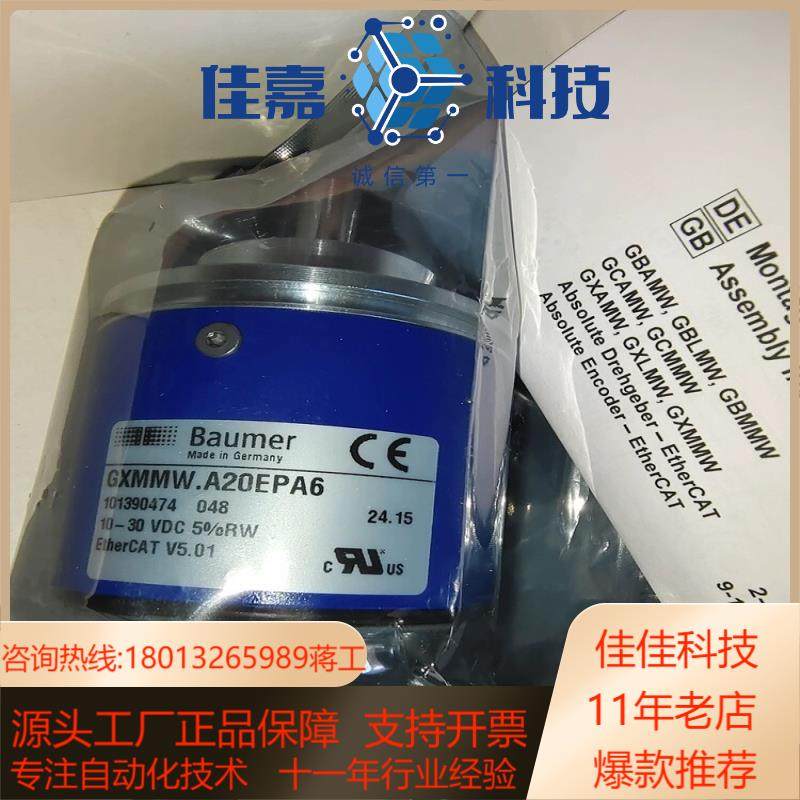 佳嘉 科技
诚信第一
DE
GB
Montag
Assembly I
GBAMW, GBLMW, GBMMW
GCAMW, GCMMW
GXAMW, GXLMW, GXMMW
Absolute Drehgeber – EtherCAT
Absolute Encoder – EtherCAT
Baumer
Made in Germany
CE
GXMMW.A20EPA6
101390474 048
24.15
10–30 VDC 5%RW
EtherCAT V5.01
c RU US
咨询热线:18013265989蒋工
源头工厂正品保障 支持开票
专注自动化技术 十一年行业经验
佳佳科技
11年老店
爆款推荐